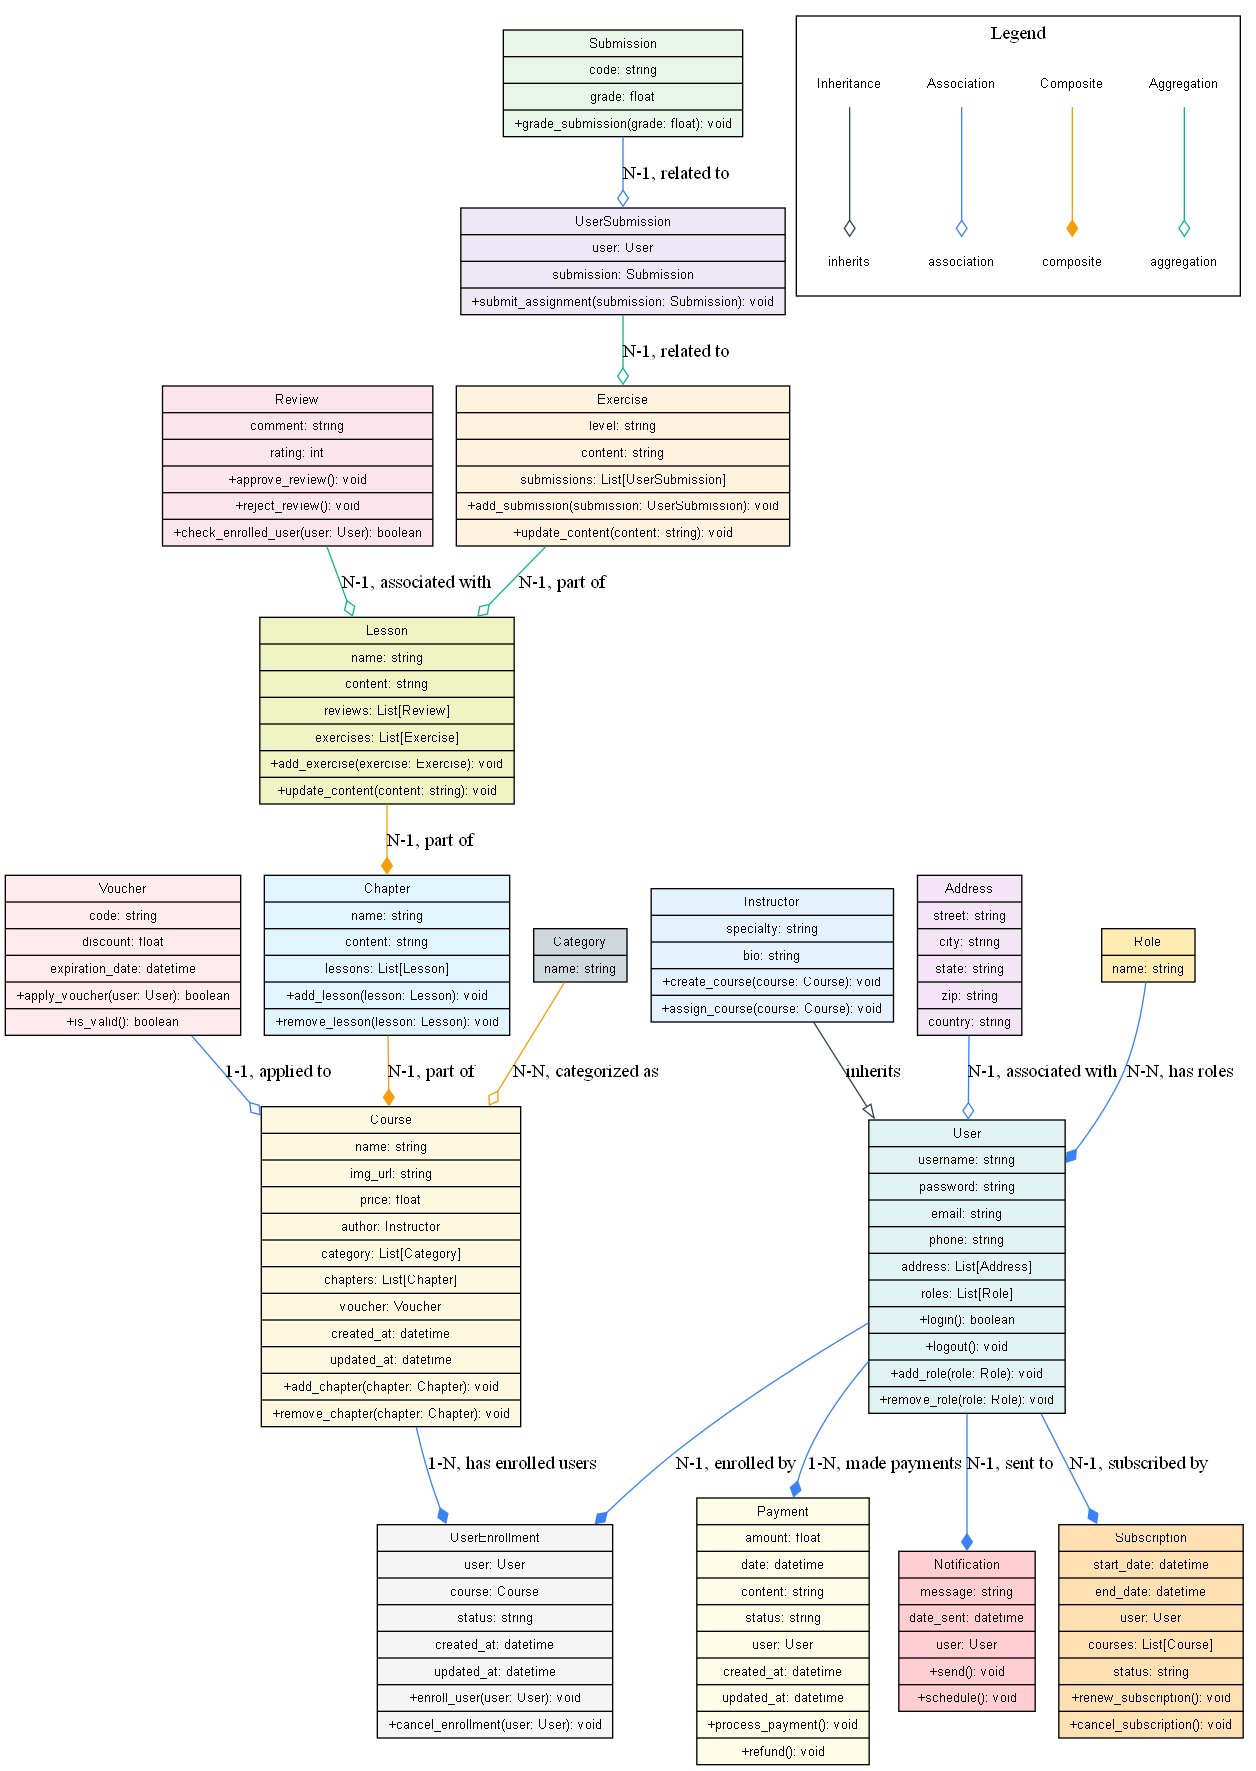 Submission
code: string
grade: float
+grade_submission(grade: float): void
Legend
Inheritance
Association
Composite
Aggregation
inherits
association
composite
aggregation
N-1, related to
UserSubmission
user: User
submission: Submission
+submit_assignment(submission: Submission): void
N-1, related to
Review
comment: string
rating: int
+approve_review(): void
+reject_review(): void
+check_enrolled_user(user: User): boolean
Exercise
level: string
content: string
submissions: List[UserSubmission]
+add_submission(submission: UserSubmission): void
+update_content(content: string): void
N-1, associated with
N-1, part of
Lesson
name: string
content: string
reviews: List[Review]
exercises: List[Exercise]
+add_exercise(exercise: Exercise): void
+update_content(content: string): void
N-1, part of
Voucher
code: string
discount: float
expiration_date: datetime
+apply_voucher(user: User): boolean
+is_valid(): boolean
Chapter
name: string
content: string
lessons: List[Lesson]
+add_lesson(lesson: Lesson): void
+remove_lesson(lesson: Lesson): void
Category
name: string
Instructor
specialty: string
bio: string
+create_course(course: Course): void
+assign_course(course: Course): void
Address
street: string
city: string
state: string
zip: string
country: string
Role
name: string
1-1, applied to
N-1, part of
N-N, categorized as
inherits
N-1, associated with
N-N, has roles
Course
name: string
img_url: string
price: float
author: Instructor
category: List[Category]
chapters: List[Chapter]
voucher: Voucher
created_at: datetime
updated_at: datetime
+add_chapter(chapter: Chapter): void
+remove_chapter(chapter: Chapter): void
User
username: string
password: string
email: string
phone: string
address: List[Address]
roles: List[Role]
+login(): boolean
+logout(): void
+add_role(role: Role): void
+remove_role(role: Role): void
1-N, has enrolled users
N-1, enrolled by
1-N, made payments
N-1, sent to
N-1, subscribed by
UserEnrollment
user: User
course: Course
status: string
created_at: datetime
updated_at: datetime
+enroll_user(user: User): void
+cancel_enrollment(user: User): void
Payment
amount: float
date: datetime
content: string
status: string
user: User
created_at: datetime
updated_at: datetime
+process_payment(): void
+refund(): void
Notification
message: string
date_sent: datetime
user: User
+send(): void
+schedule(): void
Subscription
start_date: datetime
end_date: datetime
user: User
courses: List[Course]
status: string
+renew_subscription(): void
+cancel_subscription(): void